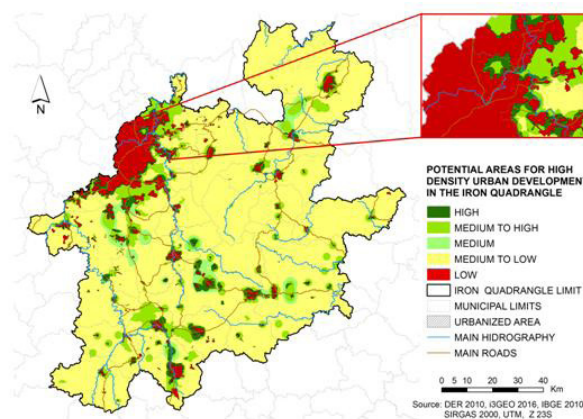 N
POTENTIAL AREAS FOR HIGH
DENSITY URBAN DEVELOPMENT
IN THE IRON QUADRANGLE
HIGH
MEDIUM TO HIGH
MEDIUM
MEDIUM TO LOW
LOW
IRON QUADRANGLE LIMIT
MUNICIPAL LIMITS
URBANIZED AREA
MAIN HIDROGRAPHY
MAIN ROADS
0 5 10 20 30 40
Km
Source: DER 2010, i3GEO 2016, IBGE 2010
SIRGAS 2000, UTM, Z 23S